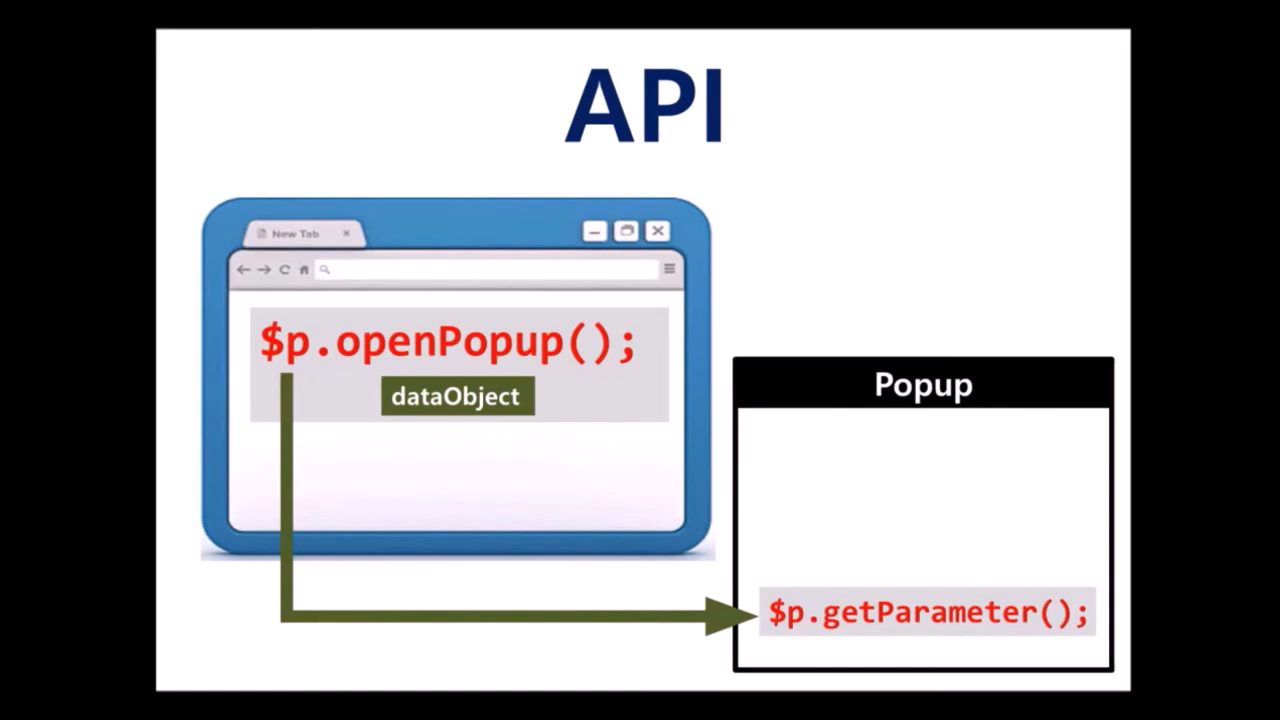 API
New Tab
$p.openPopup();
dataObject
Popup
$p.getParameter();